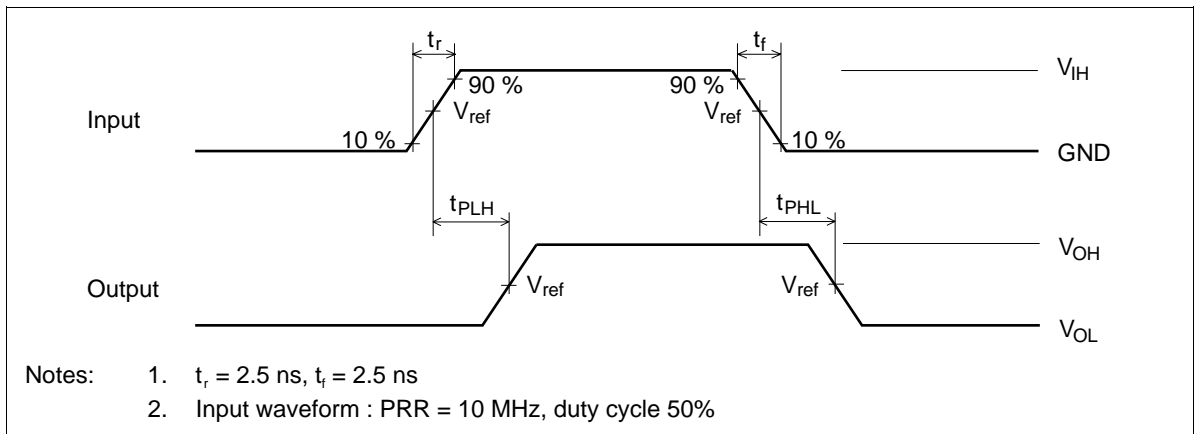 tr
tf
90 %
90 %
VIH
Input
Vref
Vref
10 %
10 %
GND
tPLH
tPHL
VOH
Output
Vref
Vref
VOL
Notes: 1. tr = 2.5 ns, tf = 2.5 ns
2. Input waveform : PRR = 10 MHz, duty cycle 50%